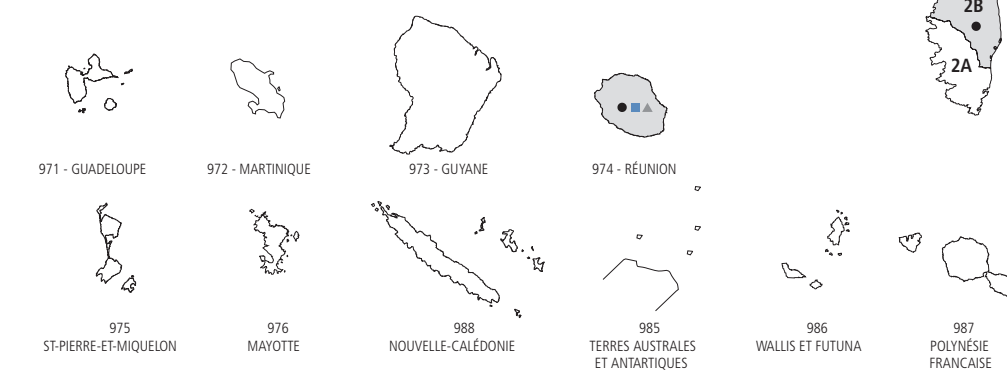 2B
2A
971 - GUADELOUPE
972 - MARTINIQUE
973 - GUYANE
974 - RÉUNION
975
ST-PIERRE-ET-MIQUELON
976
MAYOTTE
988
NOUVELLE-CALÉDONIE
985
TERRES AUSTRALES
ET ANTARTIQUES
986
WALLIS ET FUTUNA
987
POLYNÉSIE
FRANCAISE